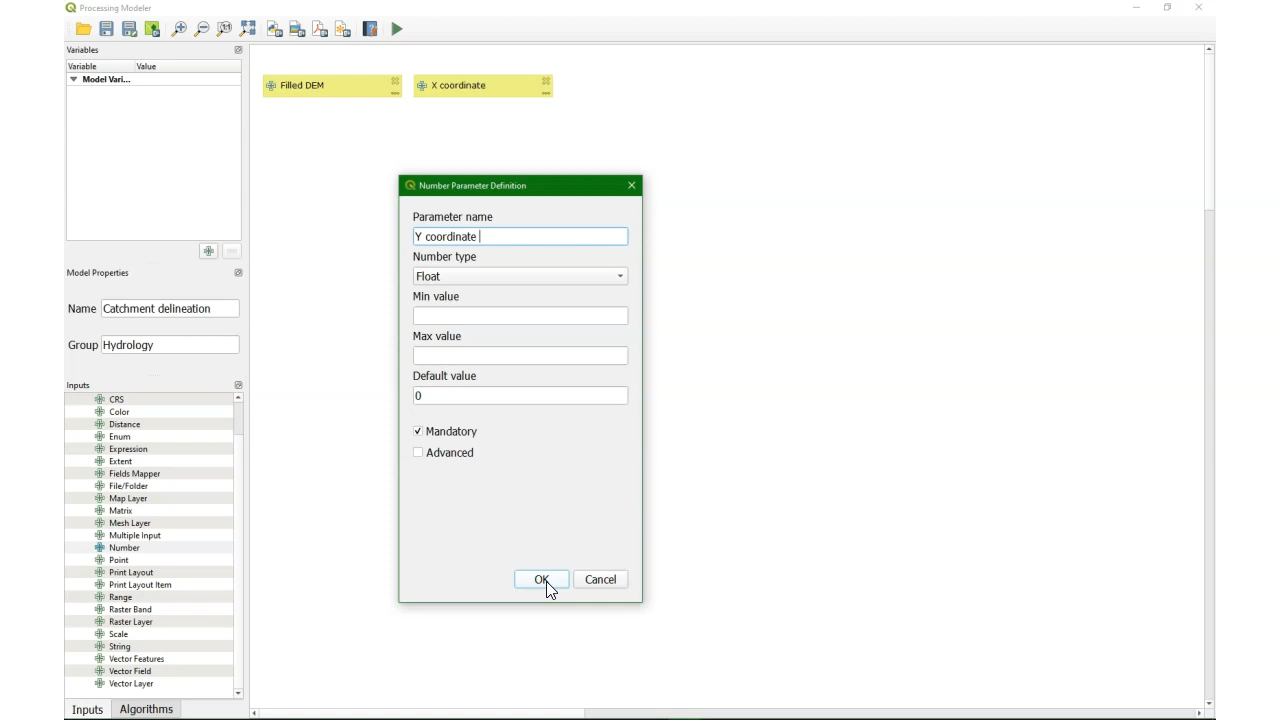 Processing Modeler
Variables
Variable Value
Model Vari...
Filled DEM
X coordinate
Number Parameter Definition
Parameter name
Y coordinate
Number type
Float
Min value
Max value
Default value
0
Mandatory
Advanced
OK
Cancel
Model Properties
Name Catchment delineation
Group Hydrology
Inputs
CRS
Color
Distance
Enum
Expression
Extent
Fields Mapper
File/Folder
Map Layer
Matrix
Mesh Layer
Multiple Input
Number
Point
Print Layout
Print Layout Item
Range
Raster Band
Raster Layer
Scale
String
Vector Features
Vector Field
Vector Layer
Inputs Algorithms